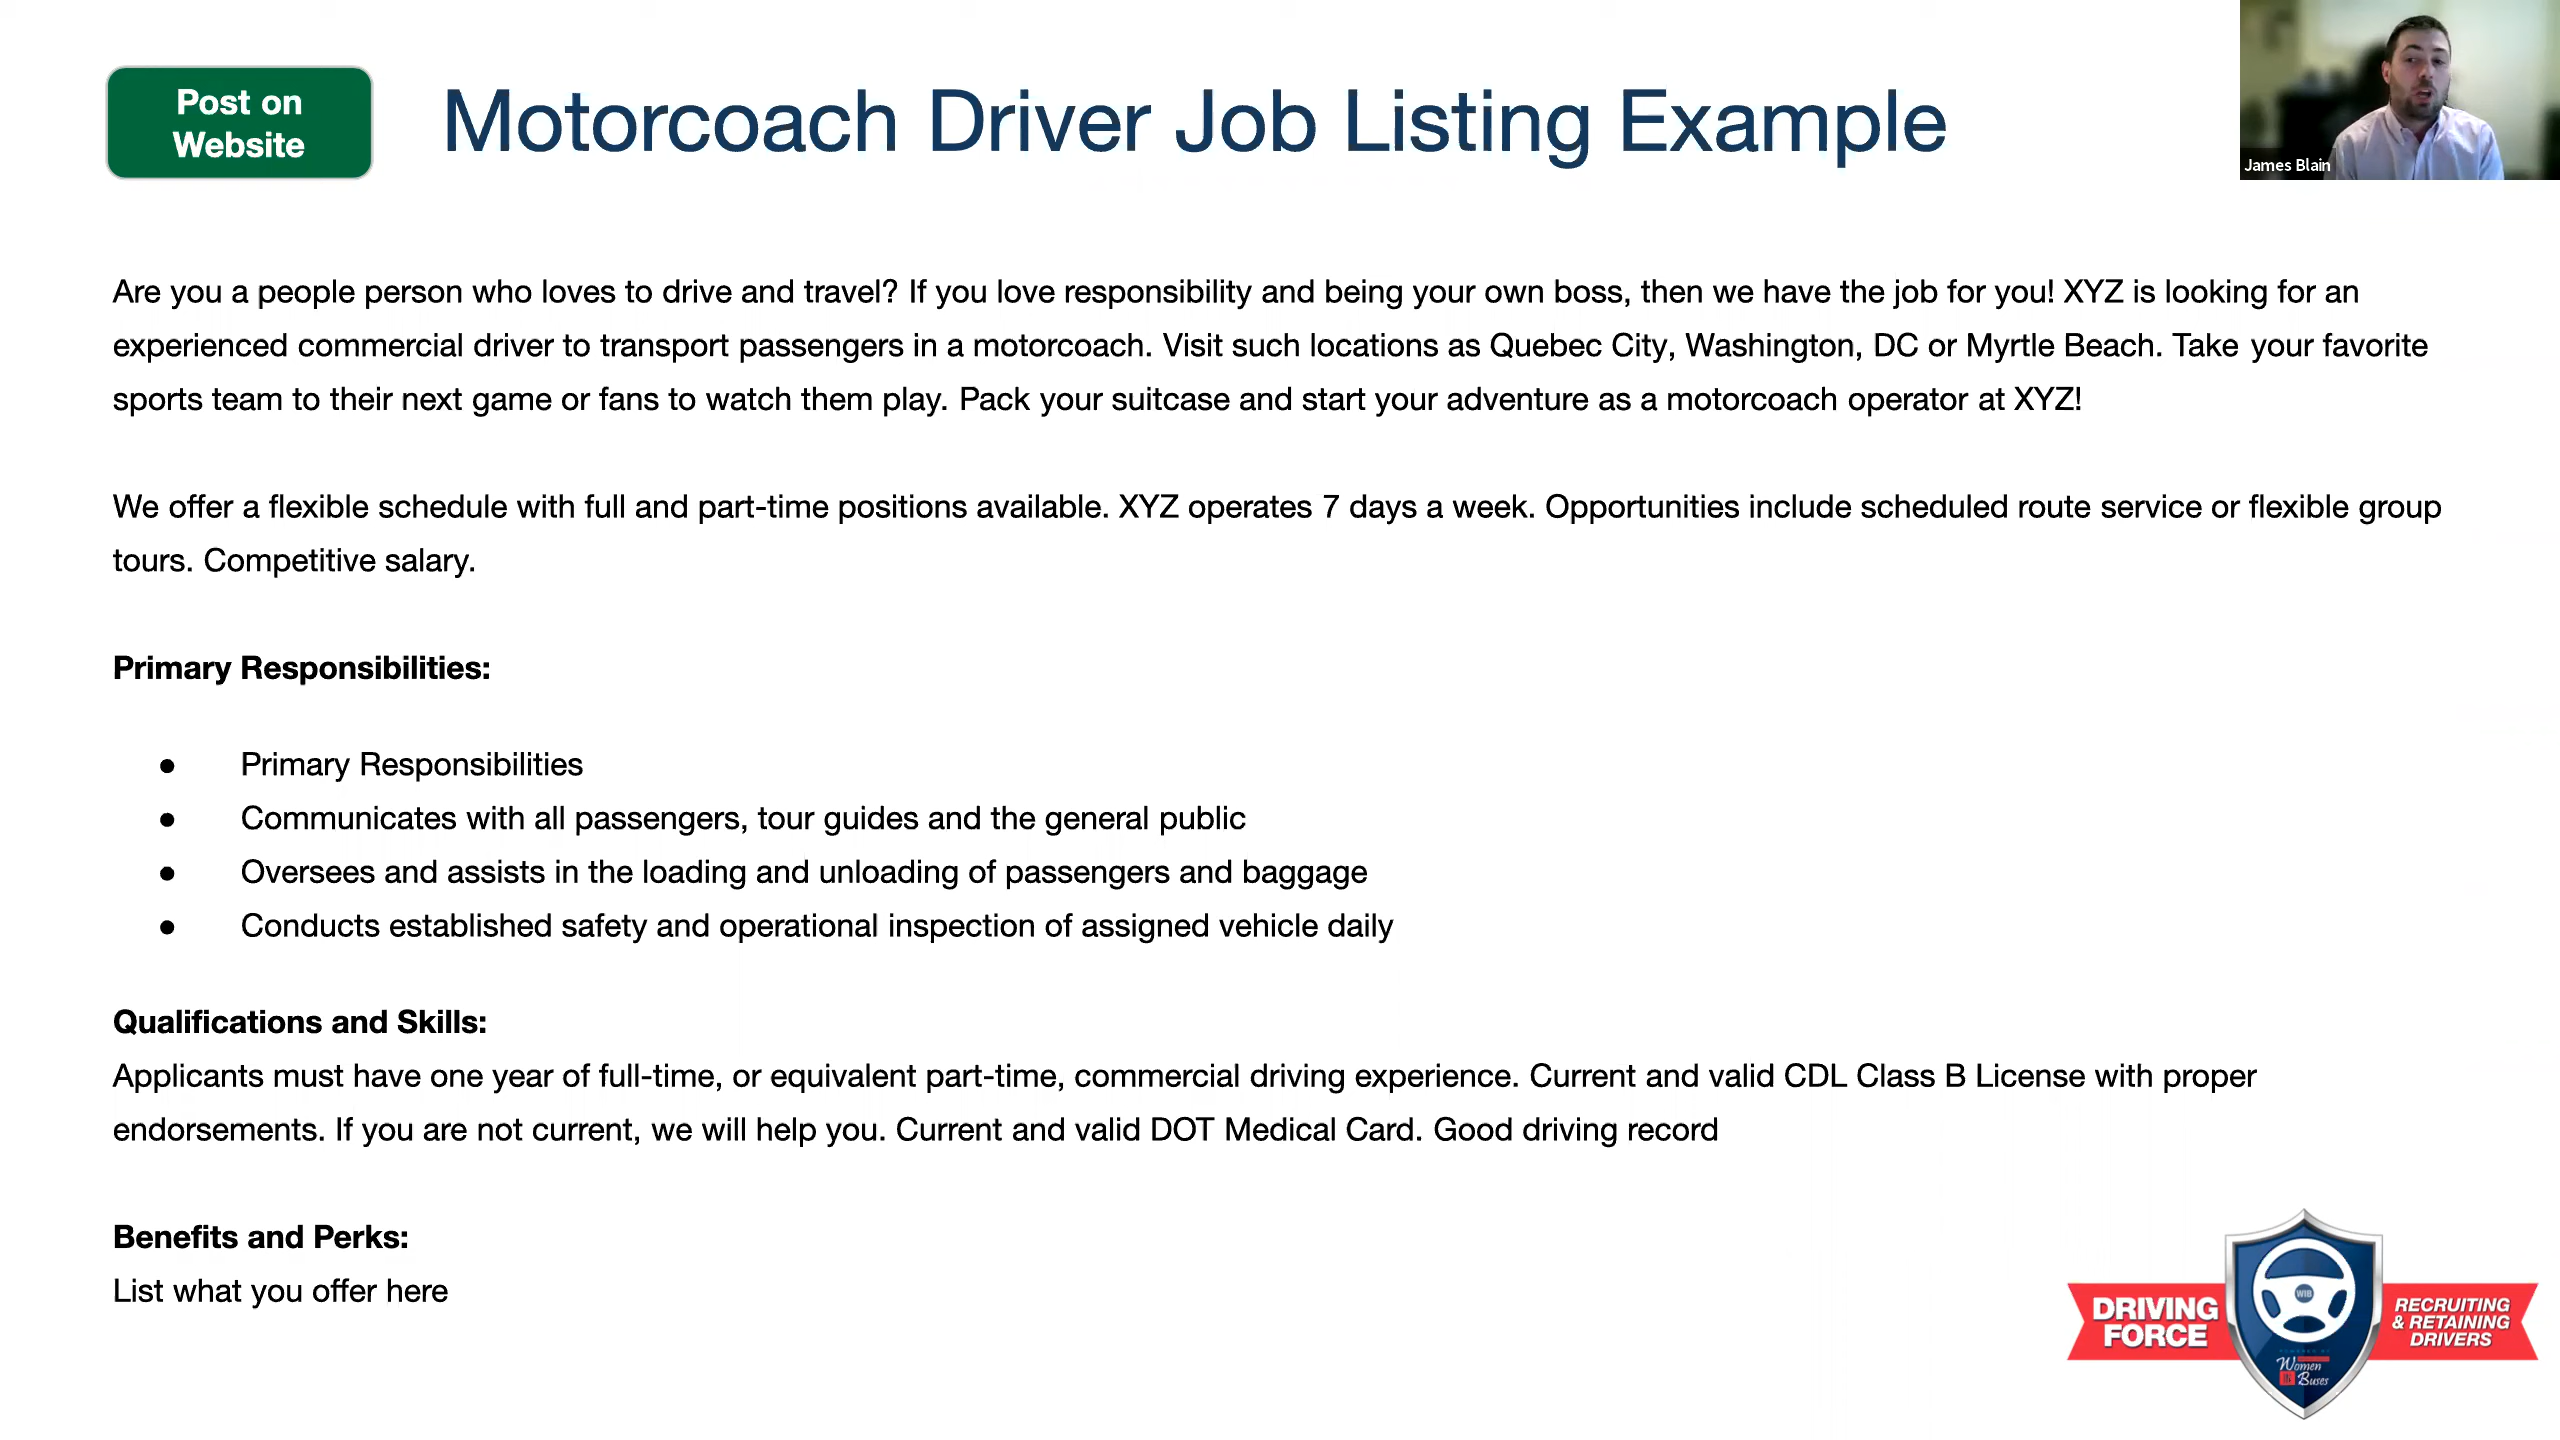 Post on
Website
Motorcoach Driver Job Listing Example
James Blain
Are you a people person who loves to drive and travel? If you love responsibility and being your own boss, then we have the job for you! XYZ is looking for an
experienced commercial driver to transport passengers in a motorcoach. Visit such locations as Quebec City, Washington, DC or Myrtle Beach. Take your favorite
sports team to their next game or fans to watch them play. Pack your suitcase and start your adventure as a motorcoach operator at XYZ!
We offer a flexible schedule with full and part-time positions available. XYZ operates 7 days a week. Opportunities include scheduled route service or flexible group
tours. Competitive salary.
Primary Responsibilities:
● Primary Responsibilities
● Communicates with all passengers, tour guides and the general public
● Oversees and assists in the loading and unloading of passengers and baggage
● Conducts established safety and operational inspection of assigned vehicle daily
Qualifications and Skills:
Applicants must have one year of full-time, or equivalent part-time, commercial driving experience. Current and valid CDL Class B License with proper
endorsements. If you are not current, we will help you. Current and valid DOT Medical Card. Good driving record
Benefits and Perks:
List what you offer here
DRIVING
FORCE
WIB
Women
Buses
RECRUITING
& RETAINING
DRIVERS